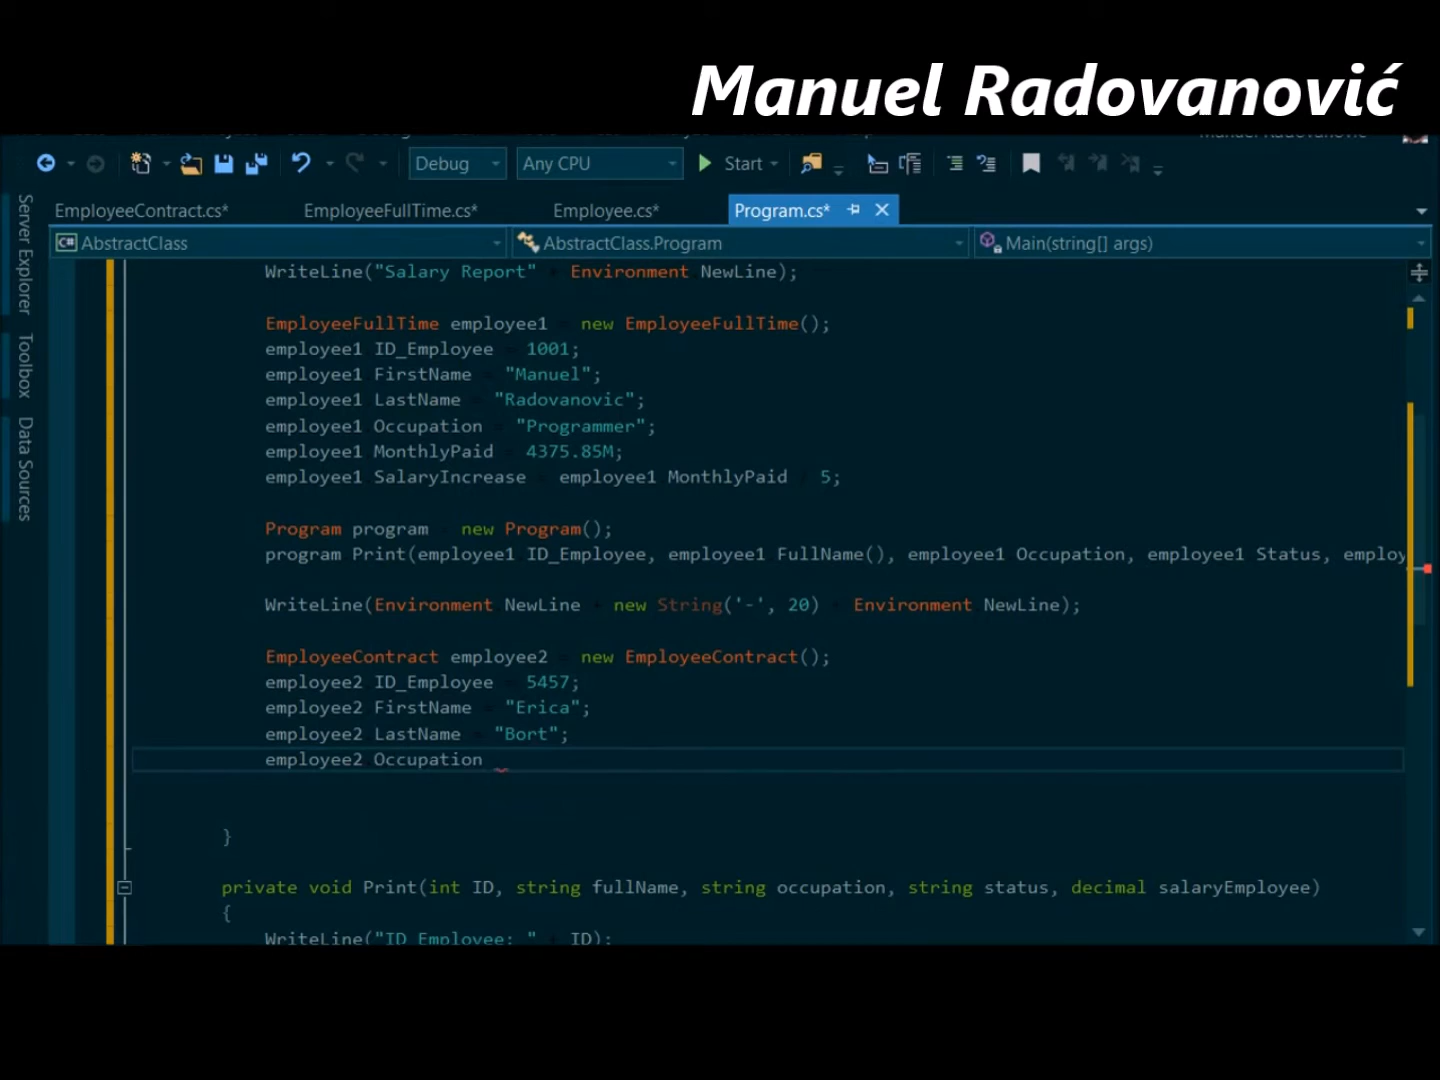 Manuel Radovanović
Debug Any CPU Start
EmployeeContract.cs* EmployeeFullTime.cs* Employee.cs* Program.cs*
AbstractClass AbstractClass.Program Main(string[] args)
Server Explorer
Toolbox
Data Sources
WriteLine("Salary Report" + Environment NewLine);
EmployeeFullTime employee1 = new EmployeeFullTime();
employee1 ID_Employee = 1001;
employee1 FirstName = "Manuel";
employee1 LastName = "Radovanovic";
employee1 Occupation = "Programmer";
employee1 MonthlyPaid = 4375.85M;
employee1 SalaryIncrease employee1 MonthlyPaid 5;
Program program new Program();
program Print(employee1 ID_Employee, employee1 FullName(), employee1 Occupation, employee1 Status, employ
WriteLine(Environment NewLine + new String('-', 20) Environment NewLine);
EmployeeContract employee2 = new EmployeeContract();
employee2 ID_Employee = 5457;
employee2 FirstName = "Erica";
employee2 LastName = "Bort";
employee2 Occupation
}
private void Print(int ID, string fullName, string occupation, string status, decimal salaryEmployee)
{
WriteLine("ID Employee: " + ID);